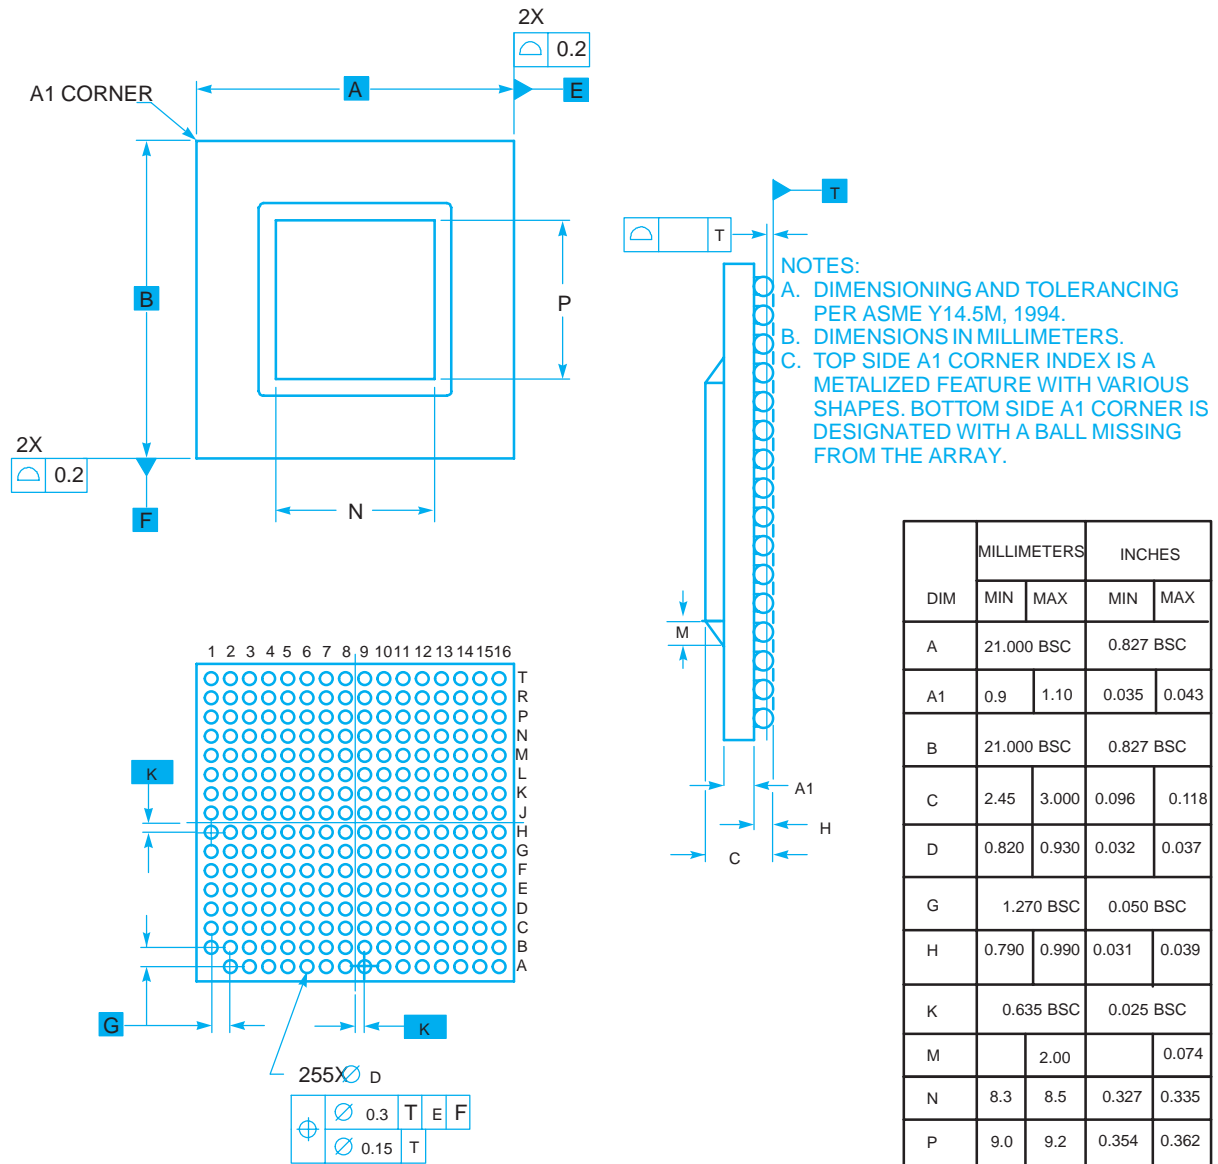 2X
0.2
A
E
A1 CORNER
B
P
2X
0.2
F
N
T
T
NOTES:
A. DIMENSIONING AND TOLERANCING
PER ASME Y14.5M, 1994.
B. DIMENSIONS IN MILLIMETERS.
C. TOP SIDE A1 CORNER INDEX IS A
METALIZED FEATURE WITH VARIOUS
SHAPES. BOTTOM SIDE A1 CORNER IS
DESIGNATED WITH A BALL MISSING
FROM THE ARRAY.
M
A1
H
C
1 2 3 4 5 6 7 8 9 10 11 12 13 14 15 16
T
R
P
N
M
L
K
J
H
G
F
E
D
C
B
A
K
G
K
255X ∅ D
∅ 0.3 T E F
∅ 0.15 T
MILLIMETERS INCHES
DIM MIN MAX MIN MAX
A 21.000 BSC 0.827 BSC
A1 0.9 1.10 0.035 0.043
B 21.000 BSC 0.827 BSC
C 2.45 3.000 0.096 0.118
D 0.820 0.930 0.032 0.037
G 1.270 BSC 0.050 BSC
H 0.790 0.990 0.031 0.039
K 0.635 BSC 0.025 BSC
M 2.00 0.074
N 8.3 8.5 0.327 0.335
P 9.0 9.2 0.354 0.362